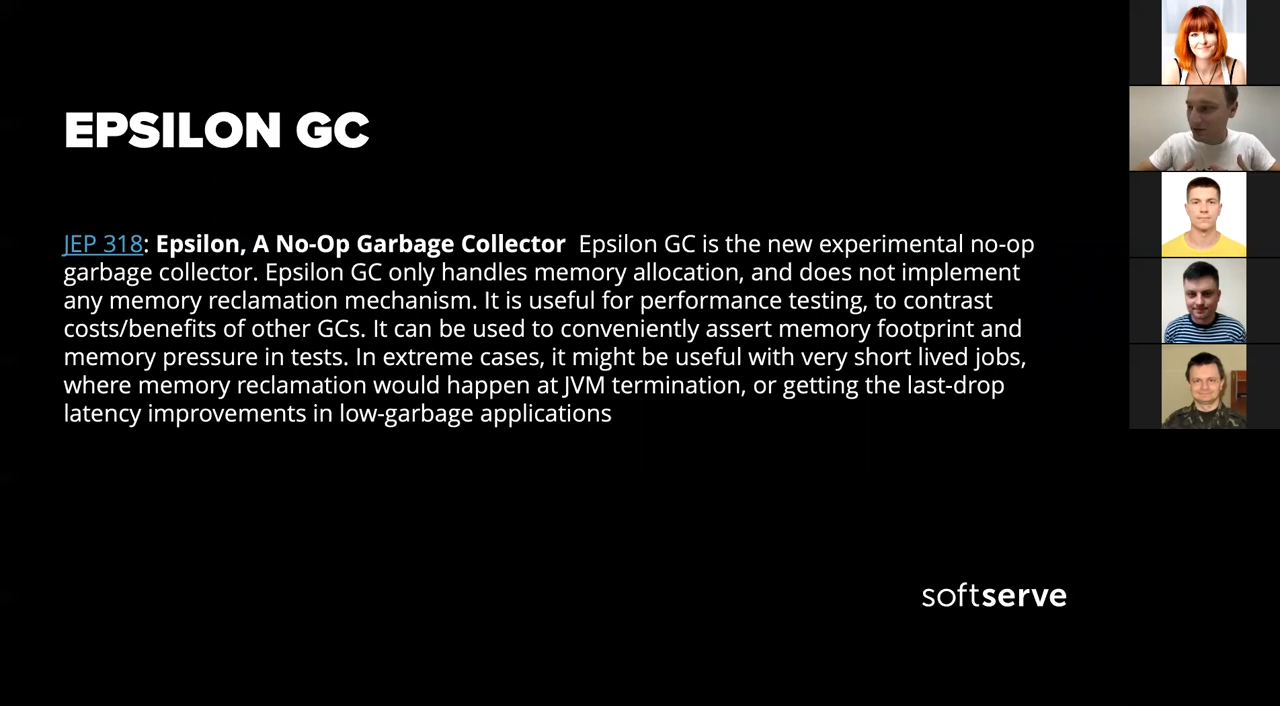 EPSILON GC
JEP 318: Epsilon, A No-Op Garbage Collector Epsilon GC is the new experimental no-op
garbage collector. Epsilon GC only handles memory allocation, and does not implement
any memory reclamation mechanism. It is useful for performance testing, to contrast
costs/benefits of other GCs. It can be used to conveniently assert memory footprint and
memory pressure in tests. In extreme cases, it might be useful with very short lived jobs,
where memory reclamation would happen at JVM termination, or getting the last-drop
latency improvements in low-garbage applications
softserve